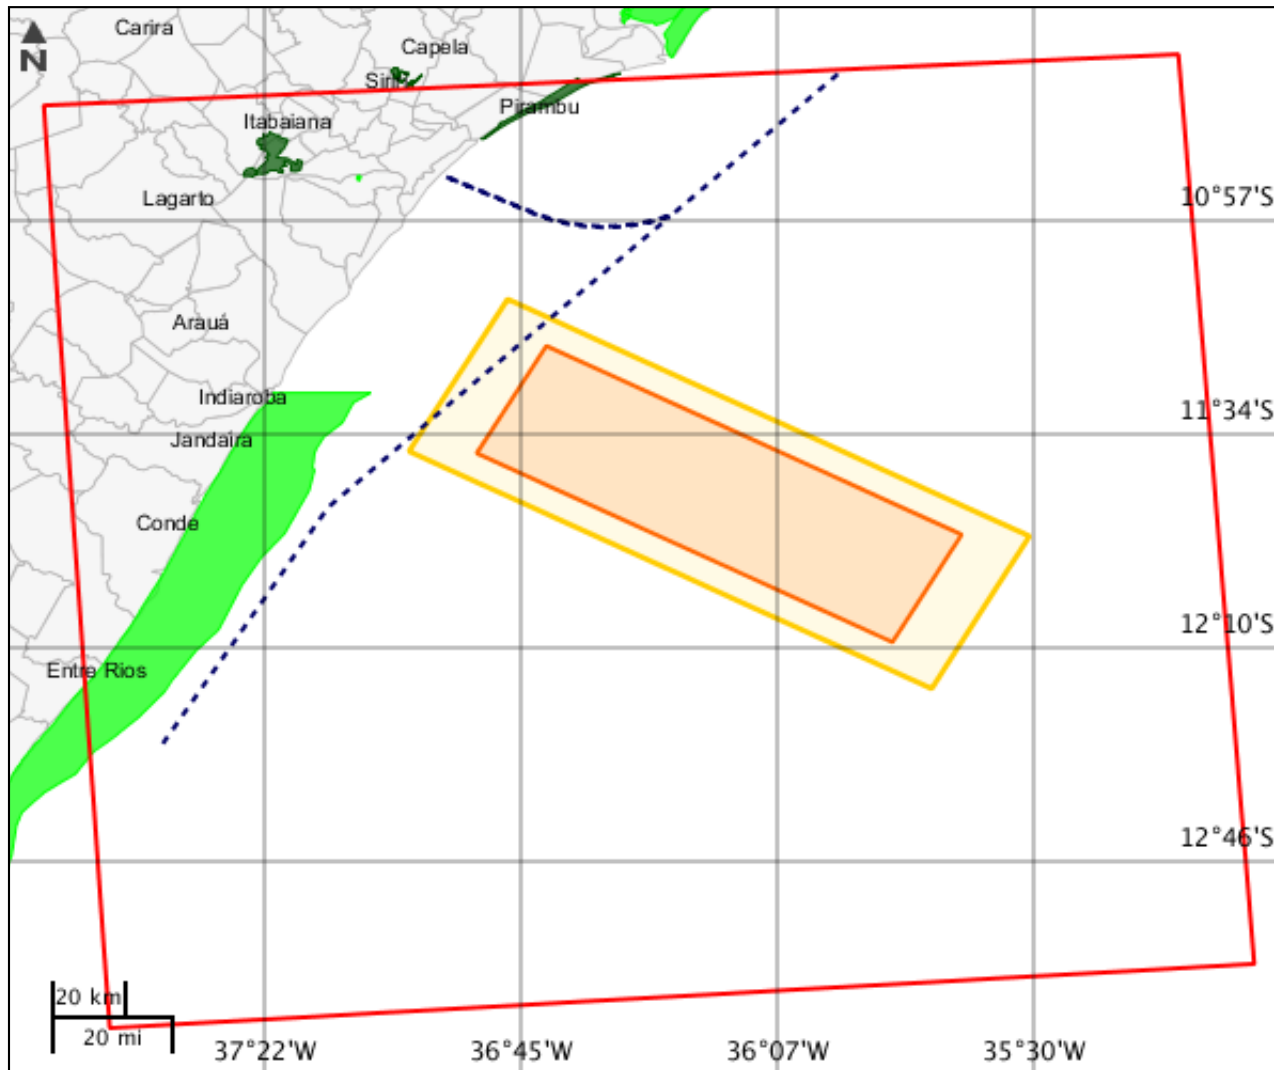 Carira
N
Capela
Siri
Pirambu
Itabaiana
10°57'S
Lagarto
Arauá
Indiaroba
11°34'S
Jandaíra
Conde
12°10'S
Entre Rios
12°46'S
20 km
20 mi
37°22'W
36°45'W
36°07'W
35°30'W